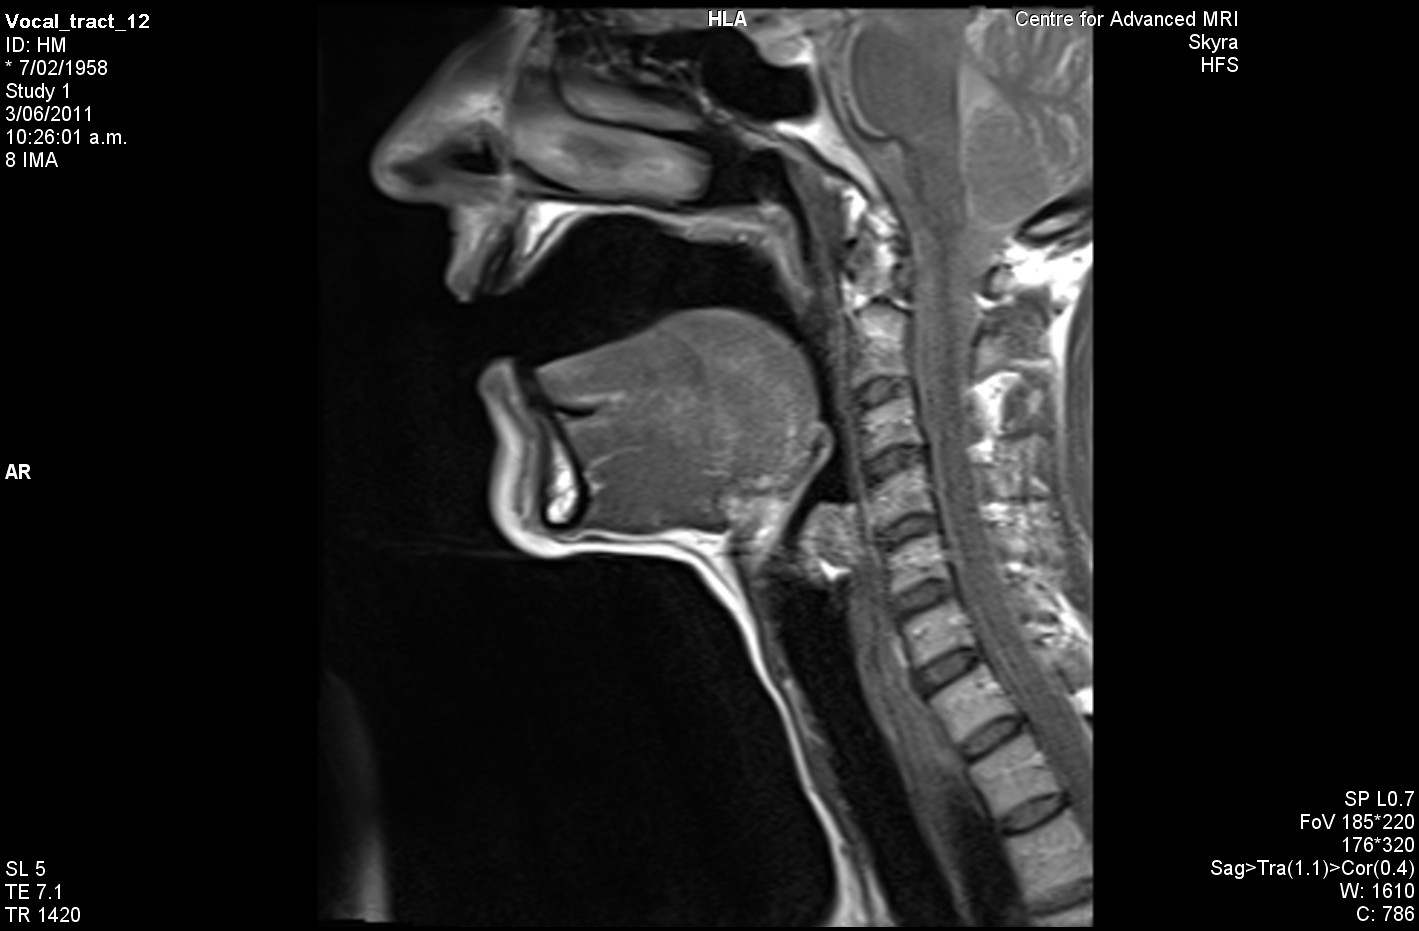 Vocal_tract_12
ID: HM
* 7/02/1958
Study 1
3/06/2011
10:26:01 a.m.
8 IMA
HLA
Centre for Advanced MRI
Skyra
HFS
AR
SL 5
TE 7.1
TR 1420
SP L0.7
FoV 185*220
176*320
Sag>Tra(1.1)>Cor(0.4)
W: 1610
C: 786